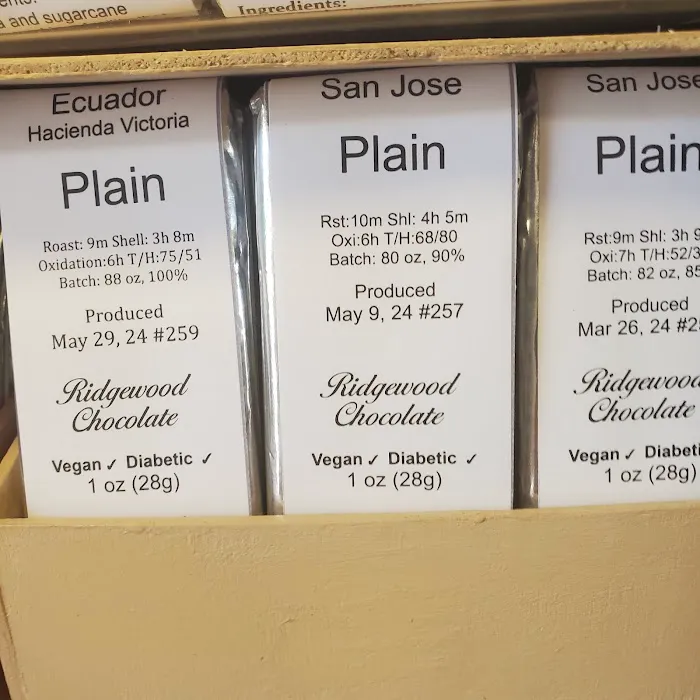 and sugarcane
Ingredients:
Ecuador
Hacienda Victoria
Plain
Roast: 9m Shell: 3h 8m
Oxidation:6h T/H:75/51
Batch: 88 oz, 100%
Produced
May 29, 24 #259
Ridgewood
Chocolate
Vegan ✓ Diabetic ✓
1 oz (28g)
San Jose
Plain
Rst:10m Shl: 4h 5m
Oxi:6h T/H:68/80
Batch: 80 oz, 90%
Produced
May 9, 24 #257
Ridgewood
Chocolate
Vegan ✓ Diabetic ✓
1 oz (28g)
San Jose
Plain
Rst:9m Shl: 3h
Oxi:7h T/H:52/3
Batch: 82 oz, 85
Produced
Mar 26, 24 #2
Ridgewood
Chocolate
Vegan ✓ Diabeti
1 oz (28g)